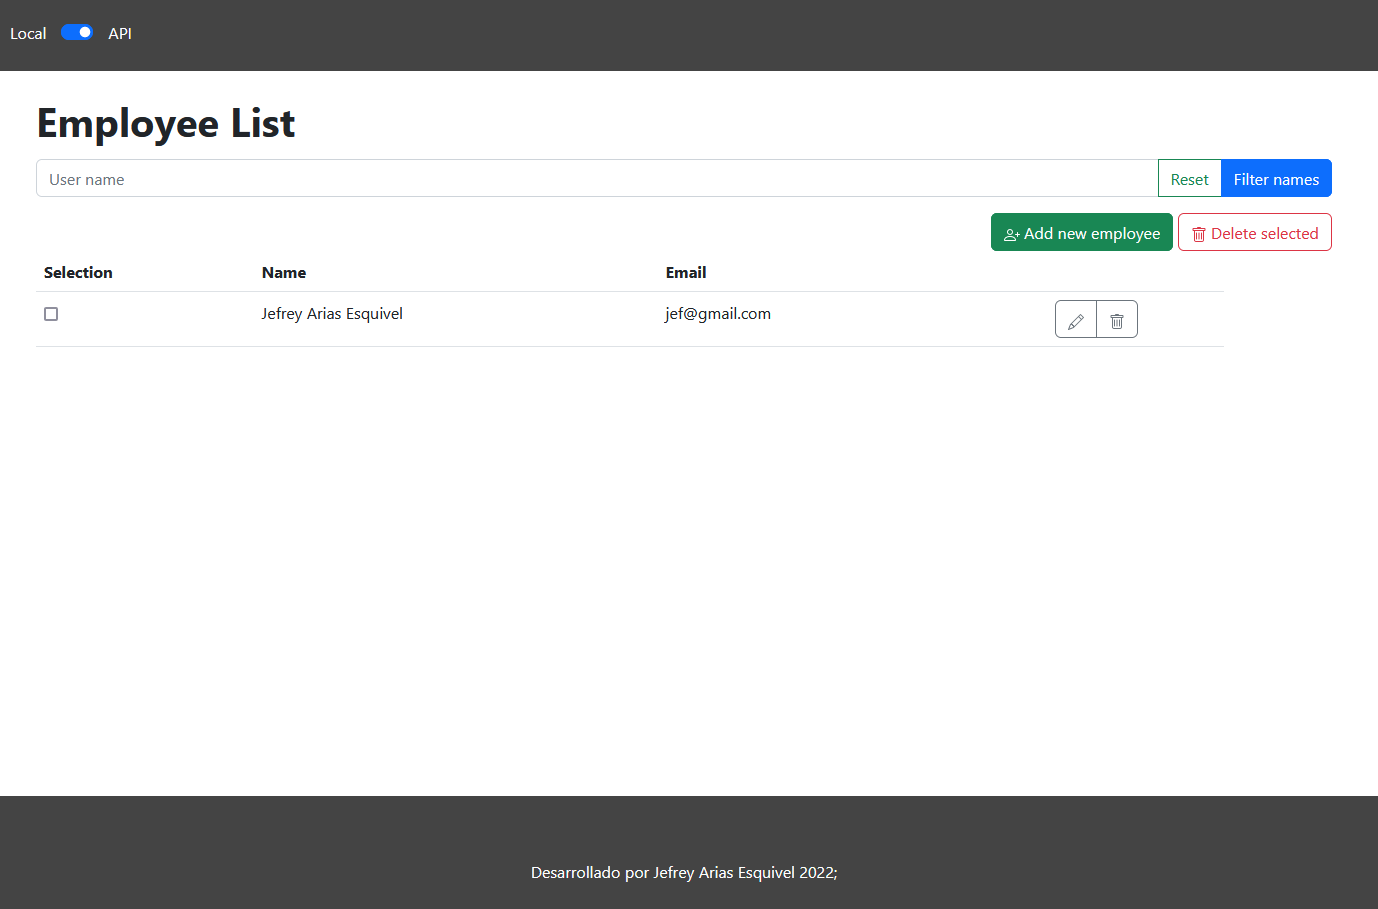 Local API
Employee List
User name Reset Filter names
Add new employee Delete selected
Selection Name Email
Jefrey Arias Esquivel jef@gmail.com
Desarrollado por Jefrey Arias Esquivel 2022;